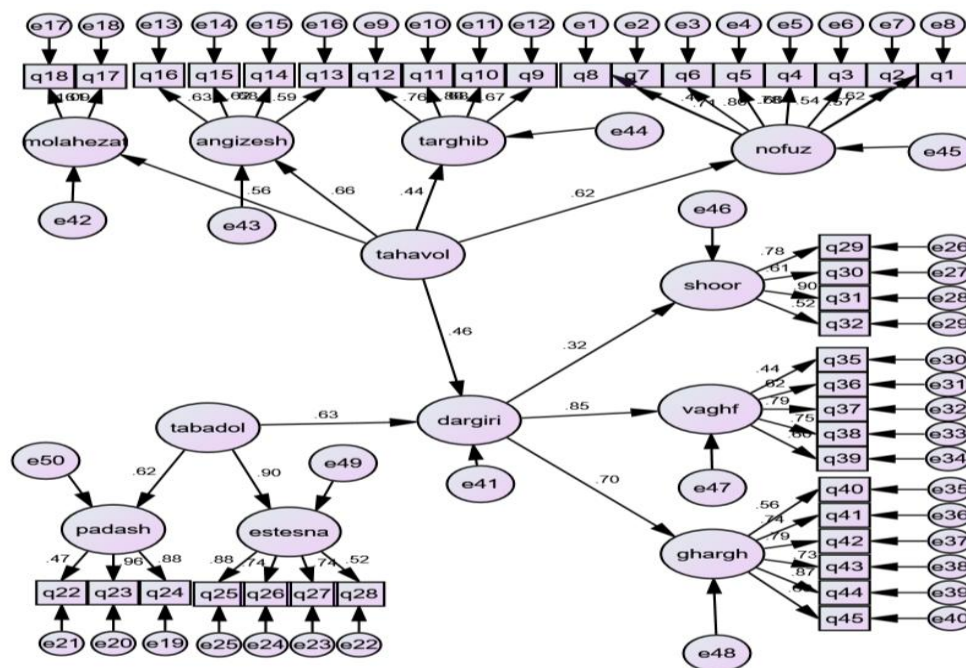 e17 e18 e13 e14 e15 e16 e9 e10 e11 e12 e1 e2 e3 e4 e5 e6 e7 e8
q18 q17 q16 q15 q14 q13 q12 q11 q10 q9 q8 q7 q6 q5 q4 q3 q2 q1
.63 .59 .76 .67 .71 .54 .62 .57
molahezat angizesh targhib nofuz
e44 e45
.56 .66 .44 .62
e42 e43 e46
tahavol
shoor
.78 q29 e26
.61 q30 e27
.90 q31 e28
.52 q32 e29
.46 .32
.44 q35 e30
.62 q36 e31
.79 q37 e32
.75 q38 e33
q39 e34
tabadol .63 dargiri .85 vaghf
e50 .62 .90 e49 e41 .70 e47
padash estesna
.56 q40 e35
.74 q41 e36
.79 q42 e37
.73 q43 e38
.87 q44 e39
q45 e40
ghargh
.47 .96 .88 .88 .74 .74 .52
q22 q23 q24 q25 q26 q27 q28
e21 e20 e19 e25 e24 e23 e22
e48